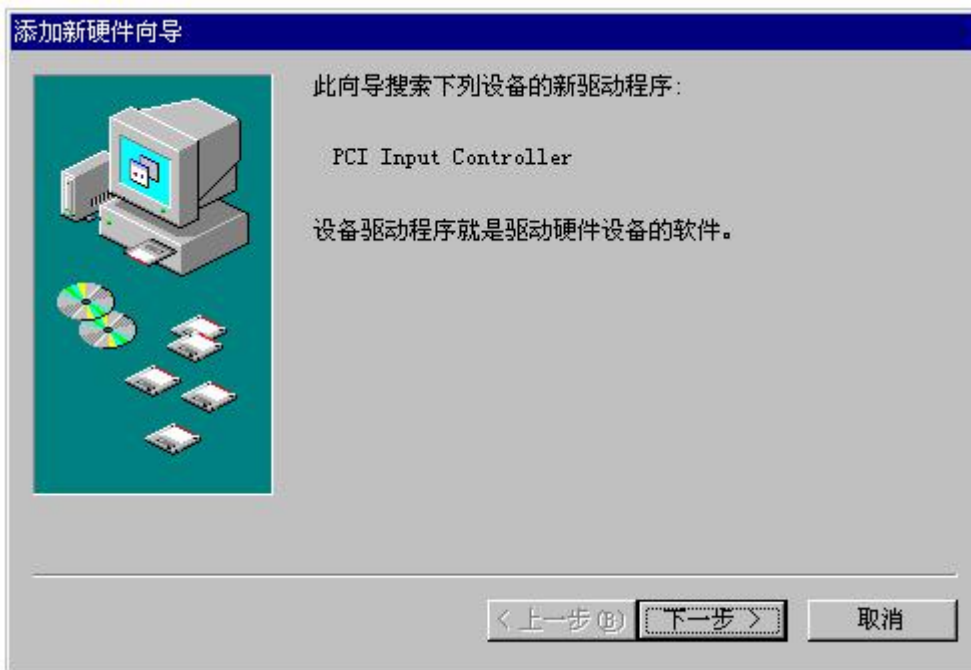 添加新硬件向导
此向导搜索下列设备的新驱动程序:
PCI Input Controller
设备驱动程序就是驱动硬件设备的软件。
< 上一步(B)
下一步 >
取消